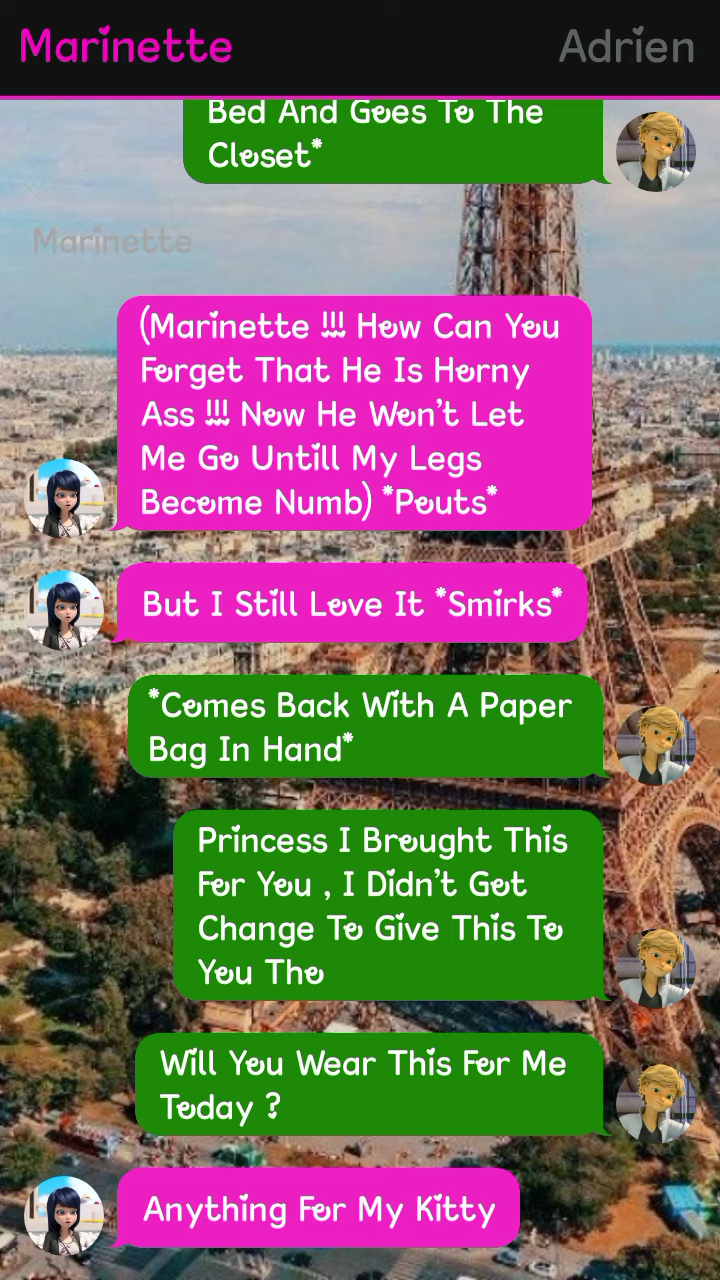 Marinette
Adrien
Bed And Goes To The
Closet*
Marinette
(Marinette !!! How Can You
Forget That He Is Horny
Ass !!! Now He Won't Let
Me Go Untill My Legs
Become Numb) *Pouts*
But I Still Love It *Smirks*
*Comes Back With A Paper
Bag In Hand*
Princess I Brought This
For You , I Didn't Got
Change To Give This To
You The
Will You Wear This For Me
Today ?
Anything For My Kitty